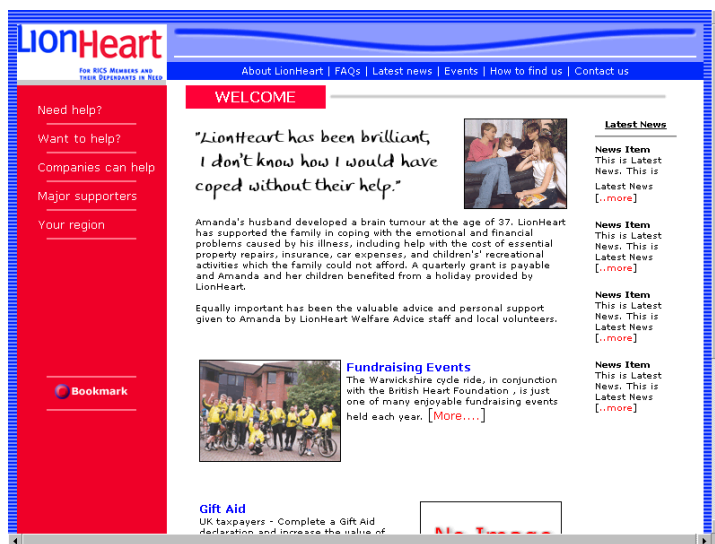 LionHeart
For RICS Members and
their Dependants in Need
About LionHeart | FAQs | Latest news | Events | How to find us | Contact us
Need help?
Want to help?
Companies can help
Major supporters
Your region
Bookmark
WELCOME
"LionHeart has been brilliant,
I don't know how I would have
coped without their help."
Amanda's husband developed a brain tumour at the age of 37. LionHeart
has supported the family in coping with the emotional and financial
problems caused by his illness, including help with the cost of essential
property repairs, insurance, car expenses, and children's' recreational
activities which the family could not afford. A quarterly grant is payable
and Amanda and her children benefited from a holiday provided by
LionHeart.
Equally important has been the valuable advice and personal support
given to Amanda by LionHeart Welfare Advice staff and local volunteers.
Fundraising Events
The Warwickshire cycle ride, in conjunction
with the British Heart Foundation , is just
one of many enjoyable fundraising events
held each year. [More....]
Gift Aid
UK taxpayers - Complete a Gift Aid
declaration and increase the value of
No Image
Latest News
News Item
This is Latest
News. This is
Latest News
[..more]
News Item
This is Latest
News. This is
Latest News
[..more]
News Item
This is Latest
News. This is
Latest News
[..more]
News Item
This is Latest
News. This is
Latest News
[..more]